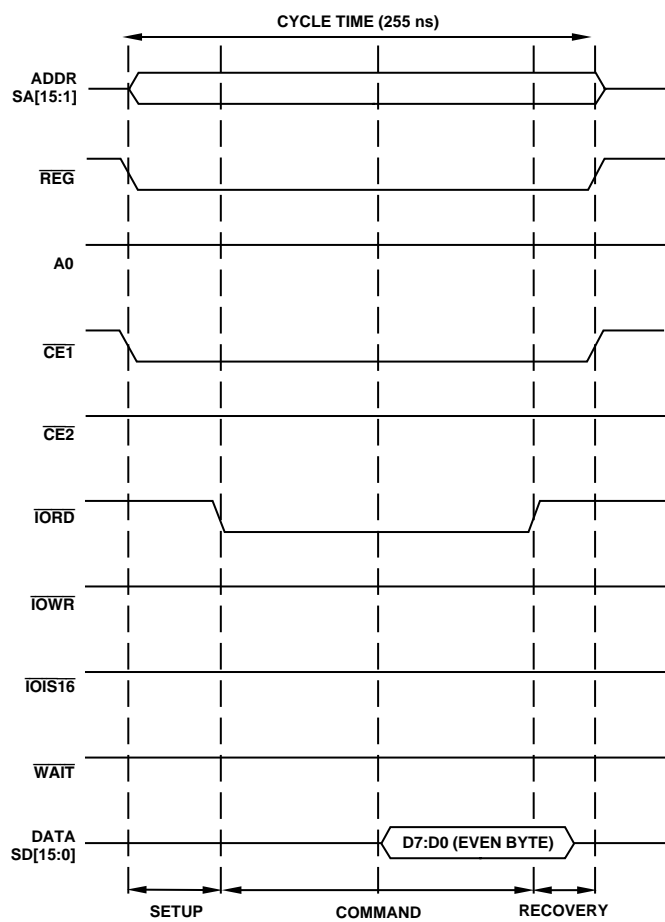 CYCLE TIME (255 ns)
ADDR
SA[15:1]
REG
A0
CE1
CE2
IORD
IOWR
IOIS16
WAIT
DATA
SD[15:0]
D7:D0 (EVEN BYTE)
SETUP
COMMAND
RECOVERY